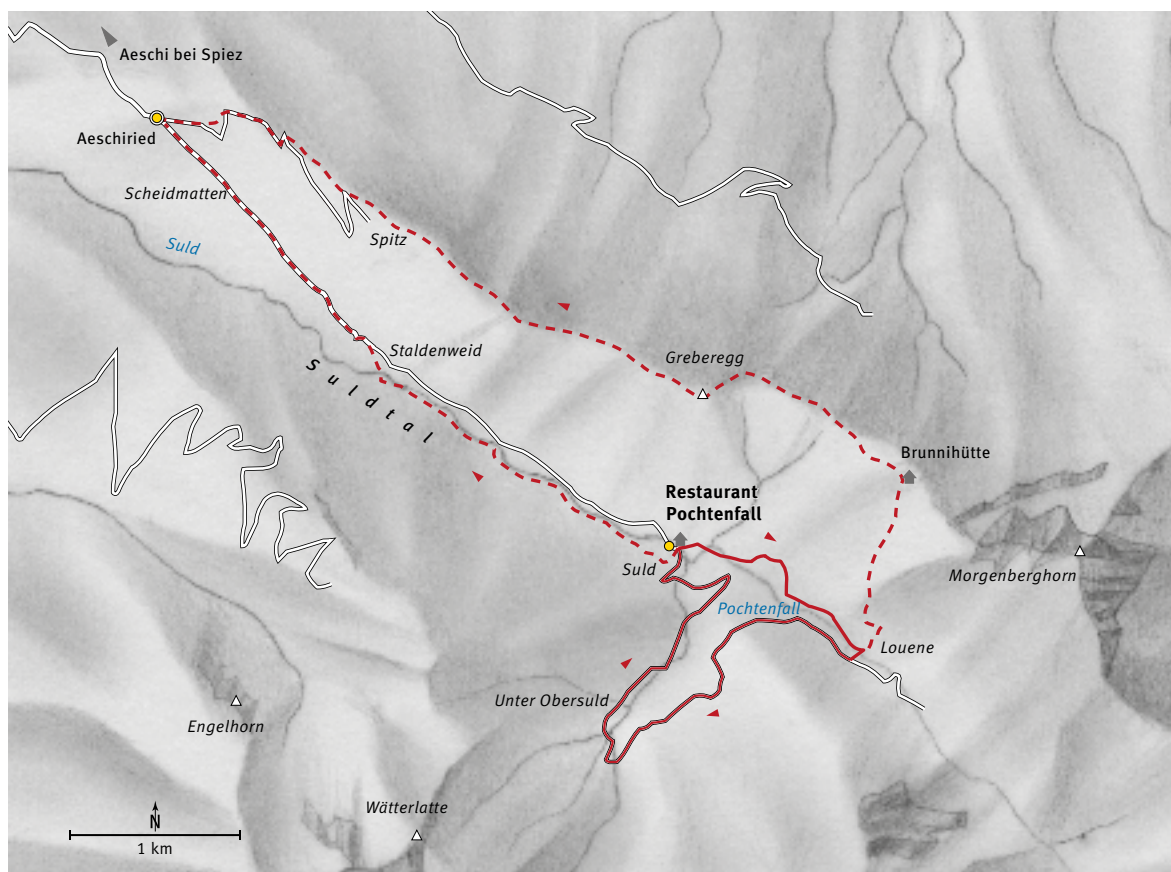 Aeschi bei Spiez
Aeschiried
Scheidmatten
Suld
Spitz
Staldenweid
Suldtal
Greberegg
Brunnihütte
Restaurant
Pochtenfall
Suld
Morgenberghorn
Pochtenfall
Louene
Unter Obersuld
Engelhorn
Wätterlatte
N
1 km